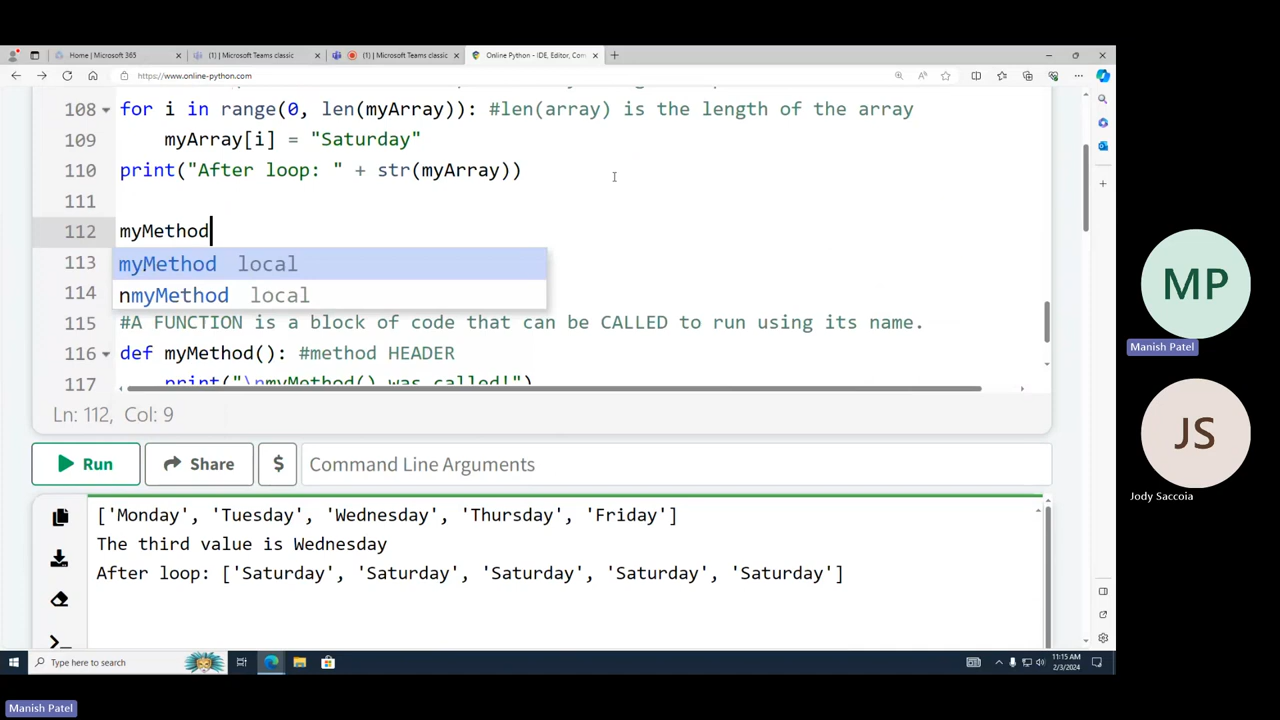 Home | Microsoft 365
(1) | Microsoft Teams classic
(1) | Microsoft Teams classic
Online Python - IDE, Editor, Com
https://www.online-python.com
108 for i in range(0, len(myArray)): #len(array) is the length of the array
109 myArray[i] = "Saturday"
110 print("After loop: " + str(myArray))
111
112 myMethod
113 myMethod local
114 nmyMethod local
115 #A FUNCTION is a block of code that can be CALLED to run using its name.
116 def myMethod(): #method HEADER
117 print("\nmyMethod() was called!")
Ln: 112, Col: 9
Run Share $ Command Line Arguments
['Monday', 'Tuesday', 'Wednesday', 'Thursday', 'Friday']
The third value is Wednesday
After loop: ['Saturday', 'Saturday', 'Saturday', 'Saturday', 'Saturday']
Type here to search
11:15 AM
2/3/2024
MP
Manish Patel
JS
Jody Saccoia
Manish Patel